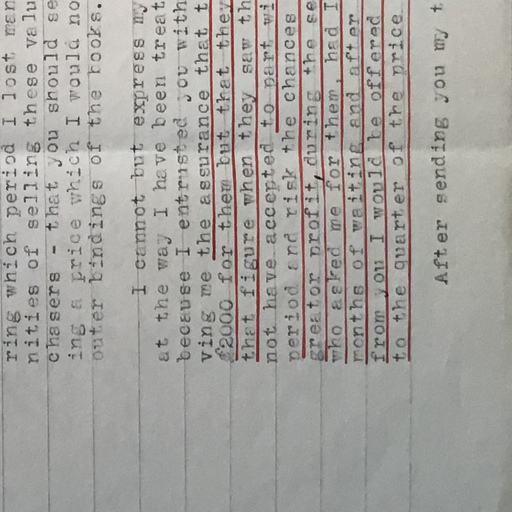 ring which period I lost man
nities of selling these valu
chasers - that you should se
ing a price which I would no
outer bindings of the books.
I cannot but express my
at the way I have been treat
because I entrusted you with
ving me the assurance that t
£2000 for them but that they
that figure when they saw th
not have accepted to part wi
period and risk the chances
greator profit, during the se
who asked me for them, had I
months of waiting and after
from you I would be offered
to the quarter of the price
After sending you my t